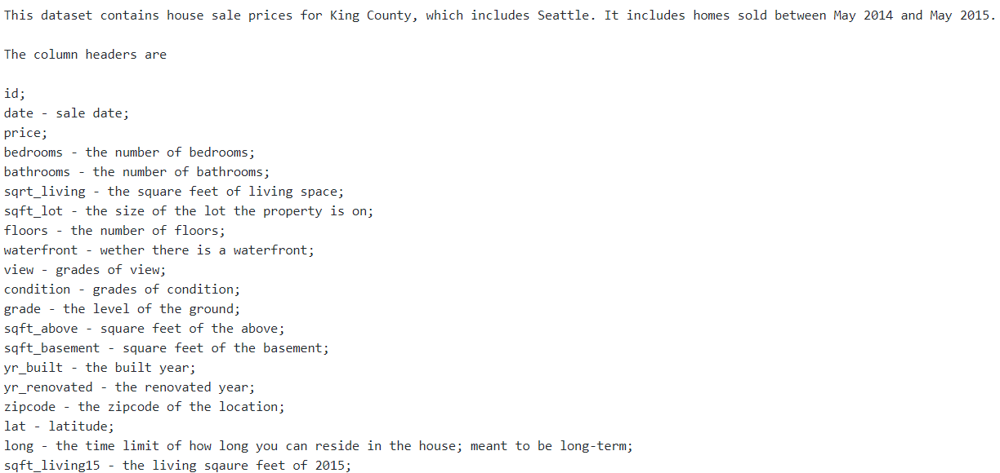 This dataset contains house sale prices for King County, which includes Seattle. It includes homes sold between May 2014 and May 2015.
The column headers are
id;
date - sale date;
price;
bedrooms - the number of bedrooms;
bathrooms - the number of bathrooms;
sqrt_living - the square feet of living space;
sqft_lot - the size of the lot the property is on;
floors - the number of floors;
waterfront - wether there is a waterfront;
view - grades of view;
condition - grades of condition;
grade - the level of the ground;
sqft_above - square feet of the above;
sqft_basement - square feet of the basement;
yr_built - the built year;
yr_renovated - the renovated year;
zipcode - the zipcode of the location;
lat - latitude;
long - the time limit of how long you can reside in the house; meant to be long-term;
sqft_living15 - the living sqaure feet of 2015;